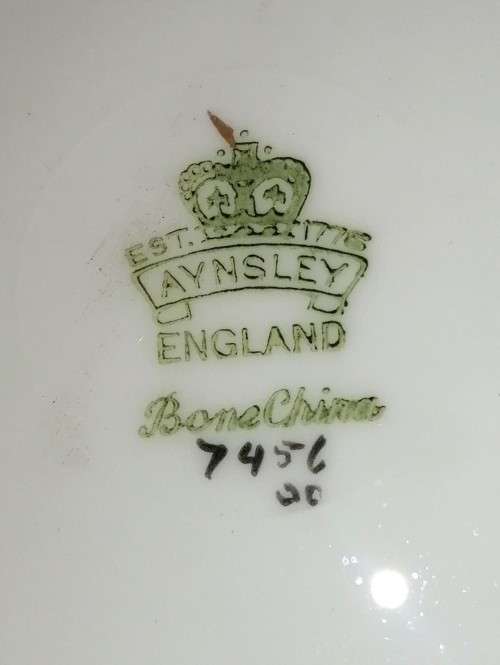 EST. 1775
AYNSLEY
ENGLAND
Bone China
7456
20